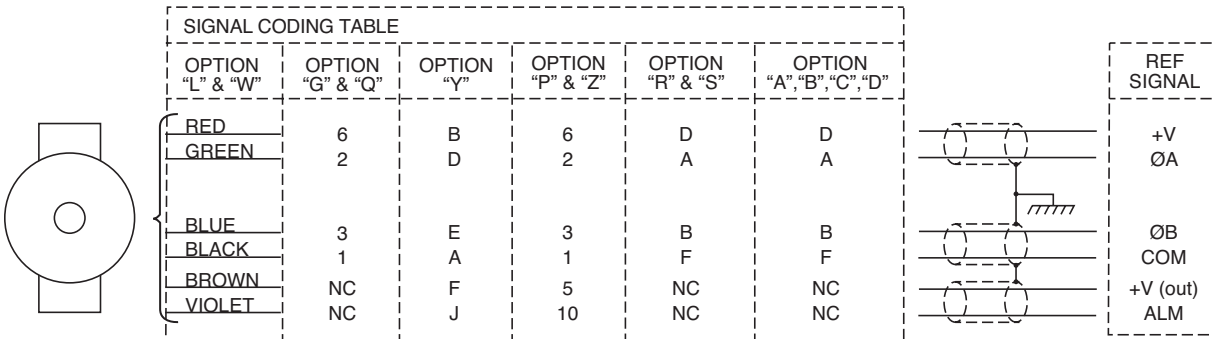 SIGNAL CODING TABLE
OPTION "L" & "W" OPTION "G" & "Q" OPTION "Y" OPTION "P" & "Z" OPTION "R" & "S" OPTION "A","B","C","D" REF SIGNAL
RED 6 B 6 D D +V
GREEN 2 D 2 A A ØA
BLUE 3 E 3 B B ØB
BLACK 1 A 1 F F COM
BROWN NC F 5 NC NC +V (out)
VIOLET NC J 10 NC NC ALM